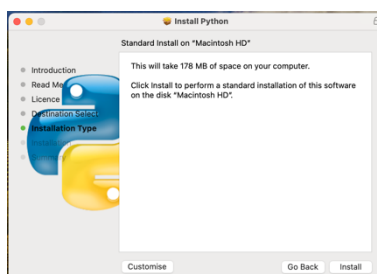 Install Python
Standard Install on "Macintosh HD"
Introduction
Read Me
Licence
Destination Select
Installation Type
Installation
Summary
This will take 178 MB of space on your computer.
Click Install to perform a standard installation of this software
on the disk "Macintosh HD".
Customise
Go Back
Install